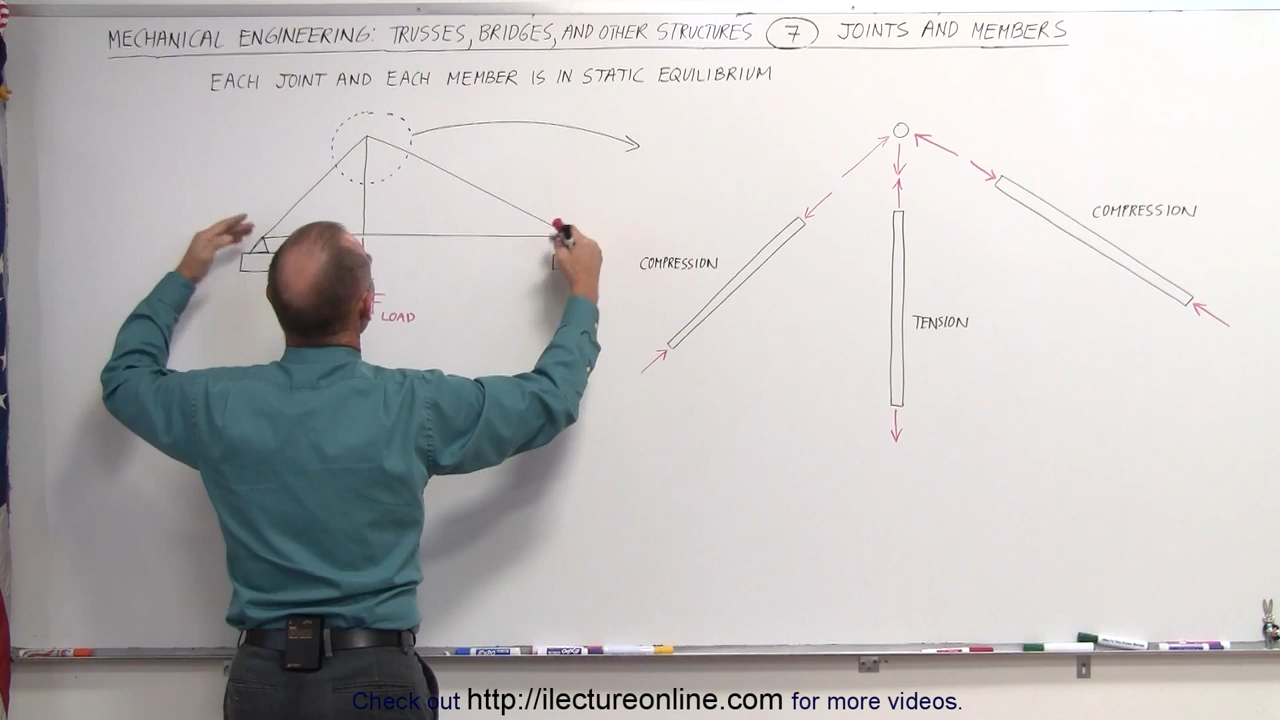 MECHANICAL ENGINEERING: TRUSSES, BRIDGES, AND OTHER STRUCTURES 7 JOINTS AND MEMBERS
EACH JOINT AND EACH MEMBER IS IN STATIC EQUILIBRIUM
COMPRESSION
COMPRESSION
F LOAD
TENSION
Check out http://ilectureonline.com for more videos.